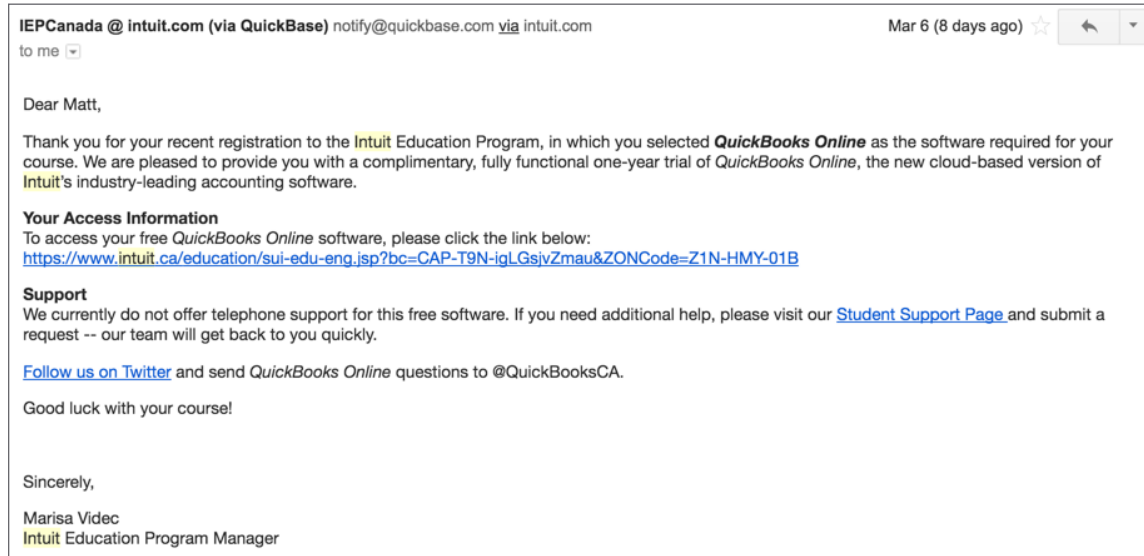 IEPCanada @ intuit.com (via QuickBase) notify@quickbase.com via intuit.com
Mar 6 (8 days ago)
to me
Dear Matt,
Thank you for your recent registration to the Intuit Education Program, in which you selected QuickBooks Online as the software required for your
course. We are pleased to provide you with a complimentary, fully functional one-year trial of QuickBooks Online, the new cloud-based version of
Intuit's industry-leading accounting software.
Your Access Information
To access your free QuickBooks Online software, please click the link below:
https://www.intuit.ca/education/sui-edu-eng.jsp?bc=CAP-T9N-igLGsjvZmau&ZONCode=Z1N-HMY-01B
Support
We currently do not offer telephone support for this free software. If you need additional help, please visit our Student Support Page and submit a
request -- our team will get back to you quickly.
Follow us on Twitter and send QuickBooks Online questions to @QuickBooksCA.
Good luck with your course!
Sincerely,
Marisa Videc
Intuit Education Program Manager